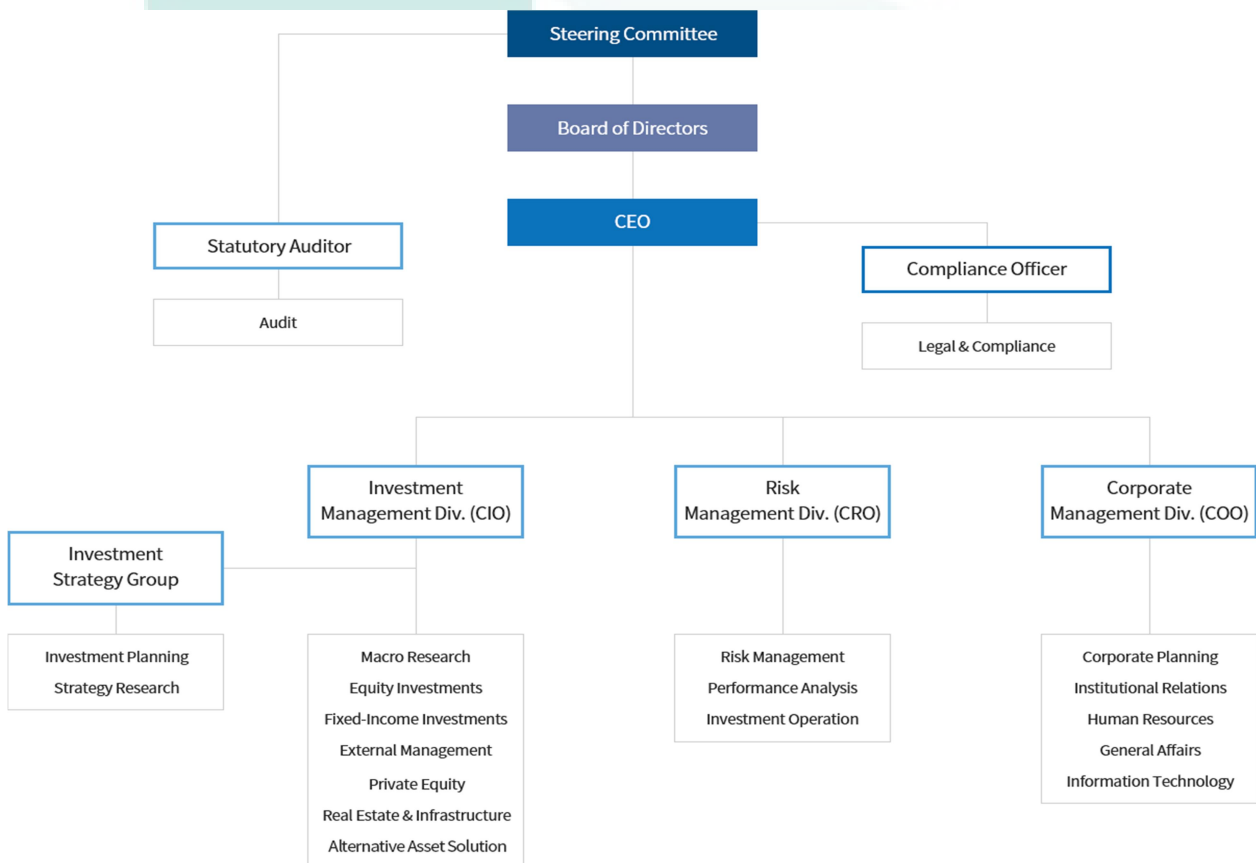 Steering Committee
Board of Directors
CEO
Statutory Auditor
Audit
Compliance Officer
Legal & Compliance
Investment
Management Div. (CIO)
Risk
Management Div. (CRO)
Corporate
Management Div. (COO)
Investment
Strategy Group
Investment Planning
Strategy Research
Macro Research
Equity Investments
Fixed-Income Investments
External Management
Private Equity
Real Estate & Infrastructure
Alternative Asset Solution
Risk Management
Performance Analysis
Investment Operation
Corporate Planning
Institutional Relations
Human Resources
General Affairs
Information Technology